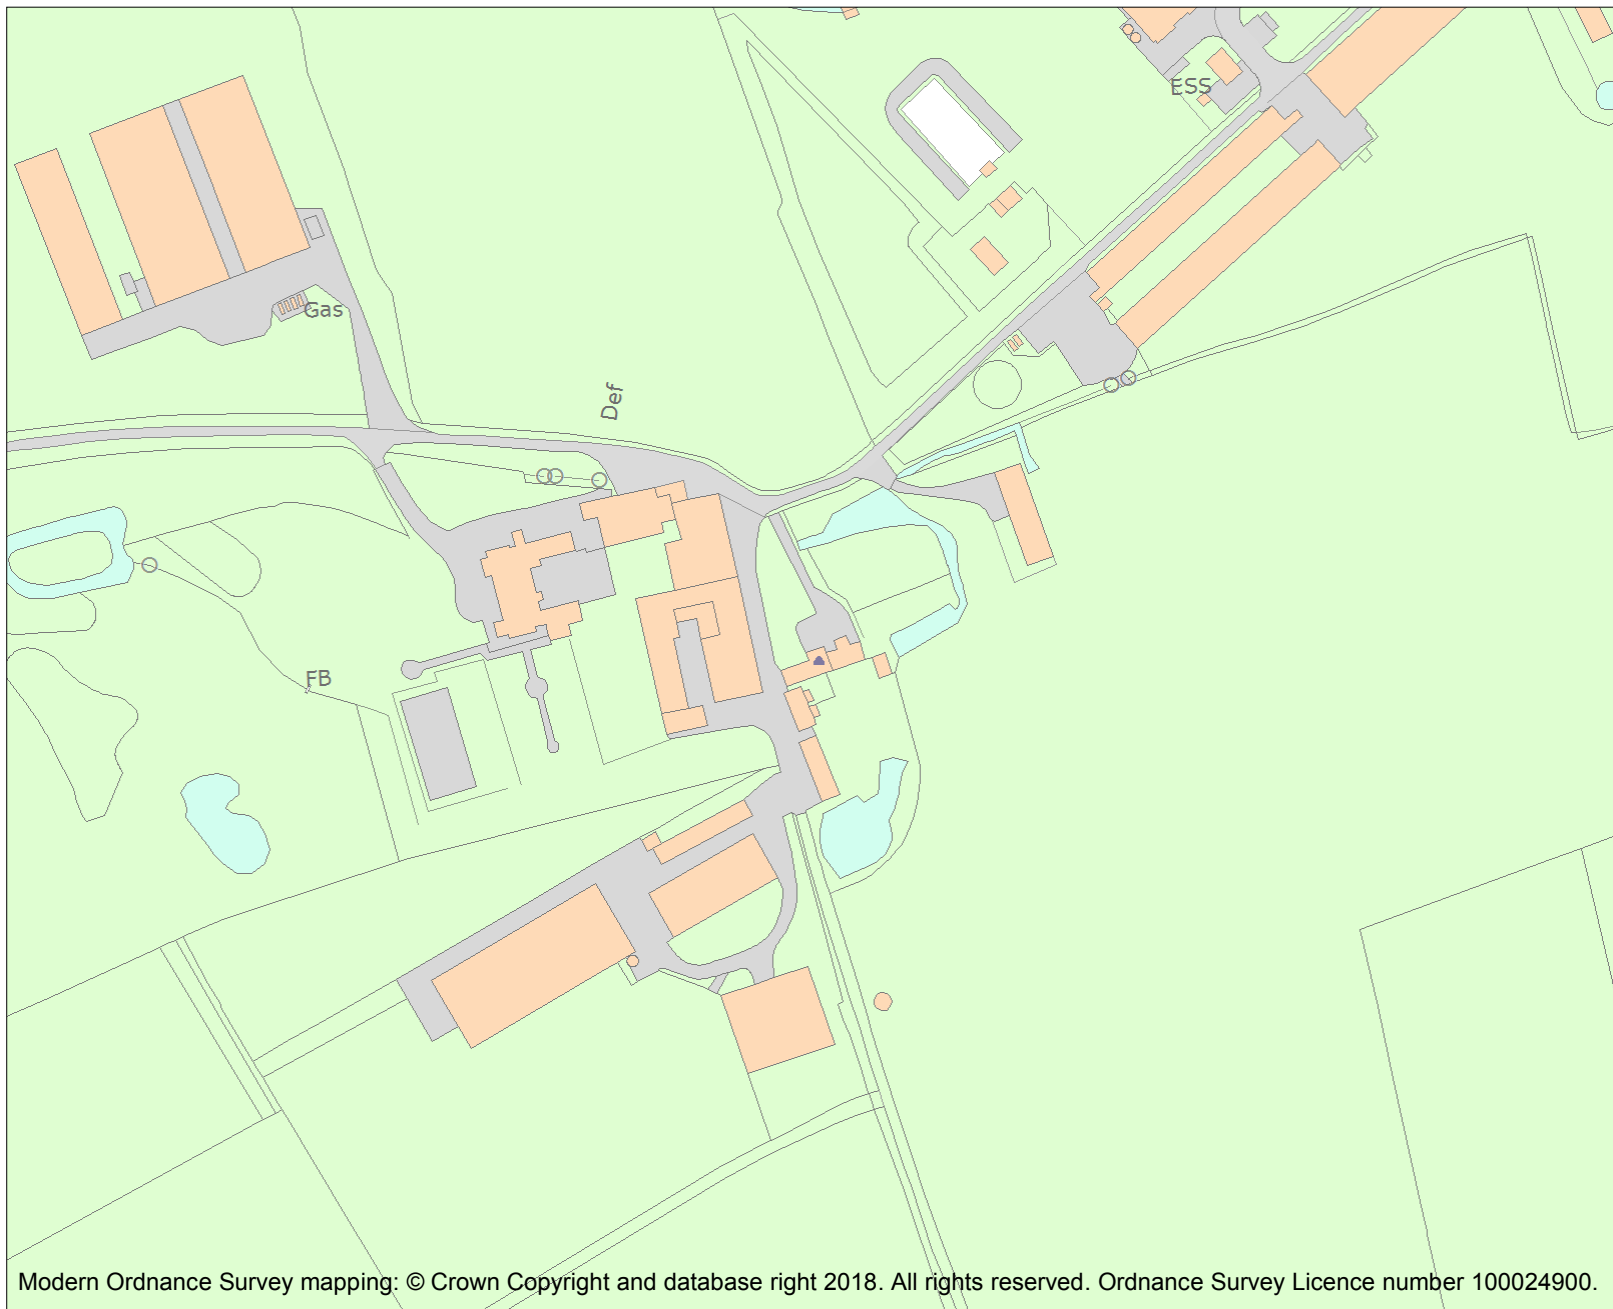 ESS
Gas
Def
FB
Modern Ordnance Survey mapping: © Crown Copyright and database right 2018. All rights reserved. Ordnance Survey Licence number 100024900.